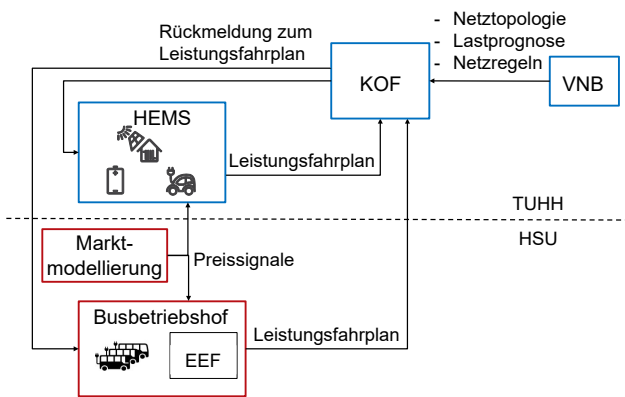 Rückmeldung zum
Leistungsfahrplan
- Netztopologie
- Lastprognose
- Netzregeln
KOF
VNB
HEMS
Leistungsfahrplan
TUHH
HSU
Markt-
modellierung
Preissignale
Busbetriebshof
EEF
Leistungsfahrplan